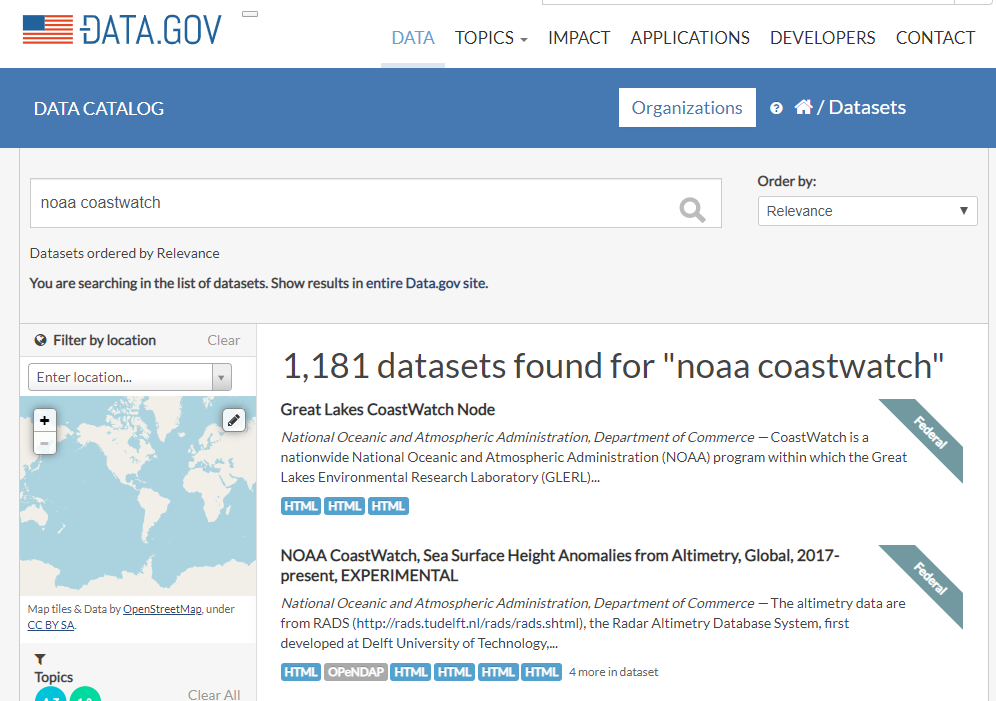 DATA.GOV
DATA TOPICS IMPACT APPLICATIONS DEVELOPERS CONTACT
DATA CATALOG
Organizations
/ Datasets
noaa coastwatch
Order by:
Relevance
Datasets ordered by Relevance
You are searching in the list of datasets. Show results in entire Data.gov site.
Filter by location Clear
Enter location...
+
-
Map tiles & Data by OpenStreetMap, under
CC BY SA.
Topics
Clear All
1,181 datasets found for "noaa coastwatch"
Great Lakes CoastWatch Node
Federal
National Oceanic and Atmospheric Administration, Department of Commerce — CoastWatch is a
nationwide National Oceanic and Atmospheric Administration (NOAA) program within which the Great
Lakes Environmental Research Laboratory (GLERL)...
HTML HTML HTML
NOAA CoastWatch, Sea Surface Height Anomalies from Altimetry, Global, 2017-
present, EXPERIMENTAL
Federal
National Oceanic and Atmospheric Administration, Department of Commerce — The altimetry data are
from RADS (http://rads.tudelft.nl/rads/rads.shtml), the Radar Altimetry Database System, first
developed at Delft University of Technology,...
HTML OPeNDAP HTML HTML HTML HTML 4 more in dataset